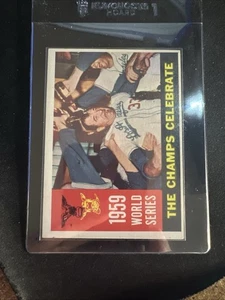 1959
WORLD
SERIES
THE CHAMPS CELEBRATE